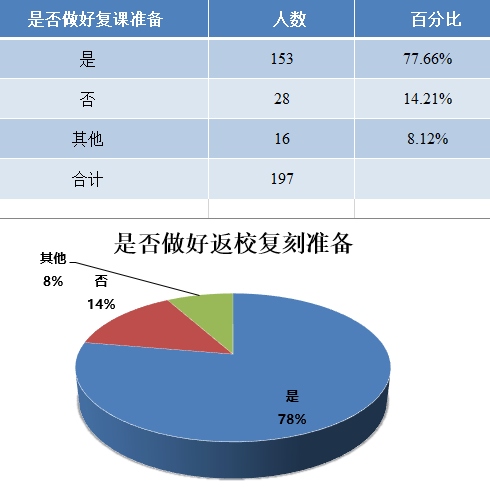 是否做好复课准备 人数 百分比
是 153 77.66%
否 28 14.21%
其他 16 8.12%
合计 197
是否做好返校复刻准备
其他
8%
否
14%
是
78%